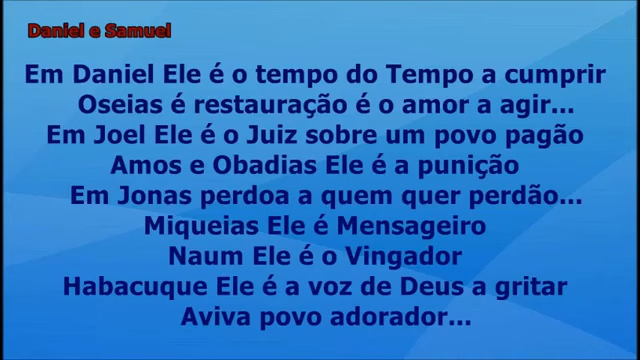 Daniel e Samuel
Em Daniel Ele é o tempo do Tempo a cumprir
Oseias é restauração é o amor a agir...
Em Joel Ele é o Juiz sobre um povo pagão
Amos e Obadias Ele é a punição
Em Jonas perdoa a quem quer perdão...
Miqueias Ele é Mensageiro
Naum Ele é o Vingador
Habacuque Ele é a voz de Deus a gritar
Aviva povo adorador...